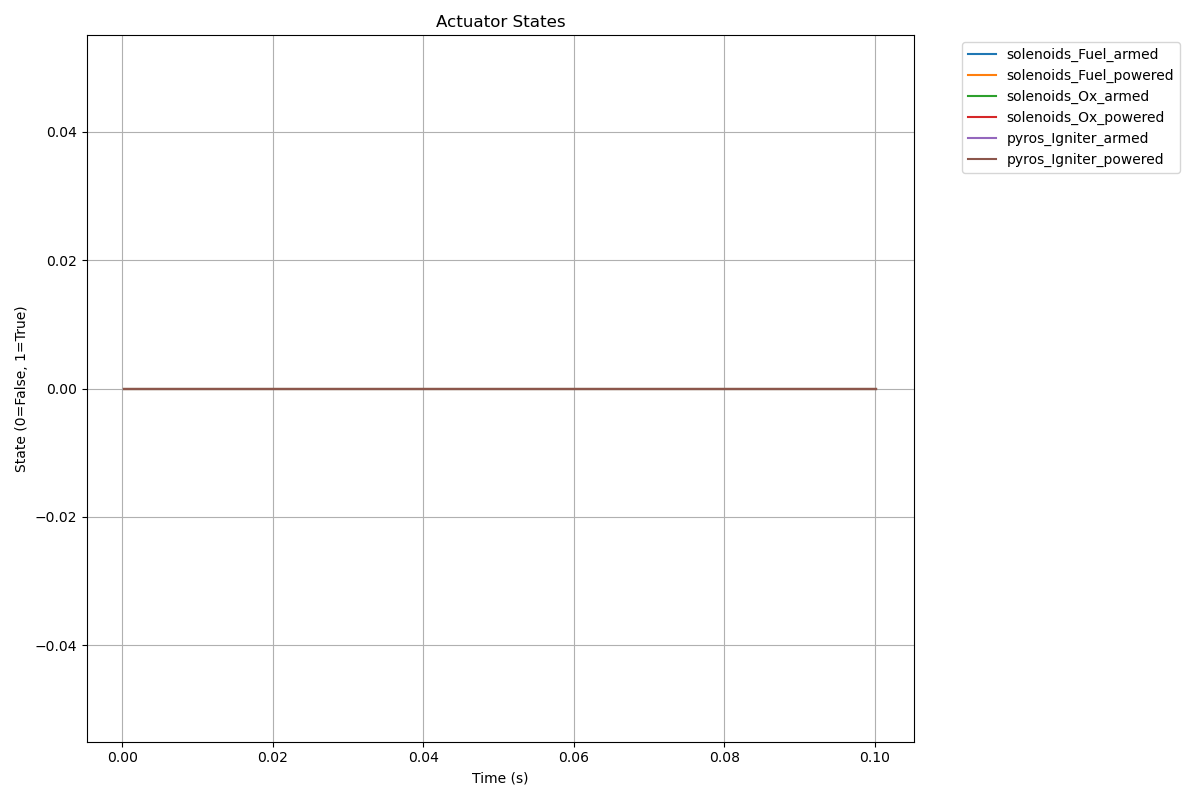 Actuator States
solenoids_Fuel_armed
solenoids_Fuel_powered
solenoids_Ox_armed
solenoids_Ox_powered
pyros_Igniter_armed
pyros_Igniter_powered
State (0=False, 1=True)
0.04
0.02
0.00
−0.02
−0.04
0.00 0.02 0.04 0.06 0.08 0.10
Time (s)